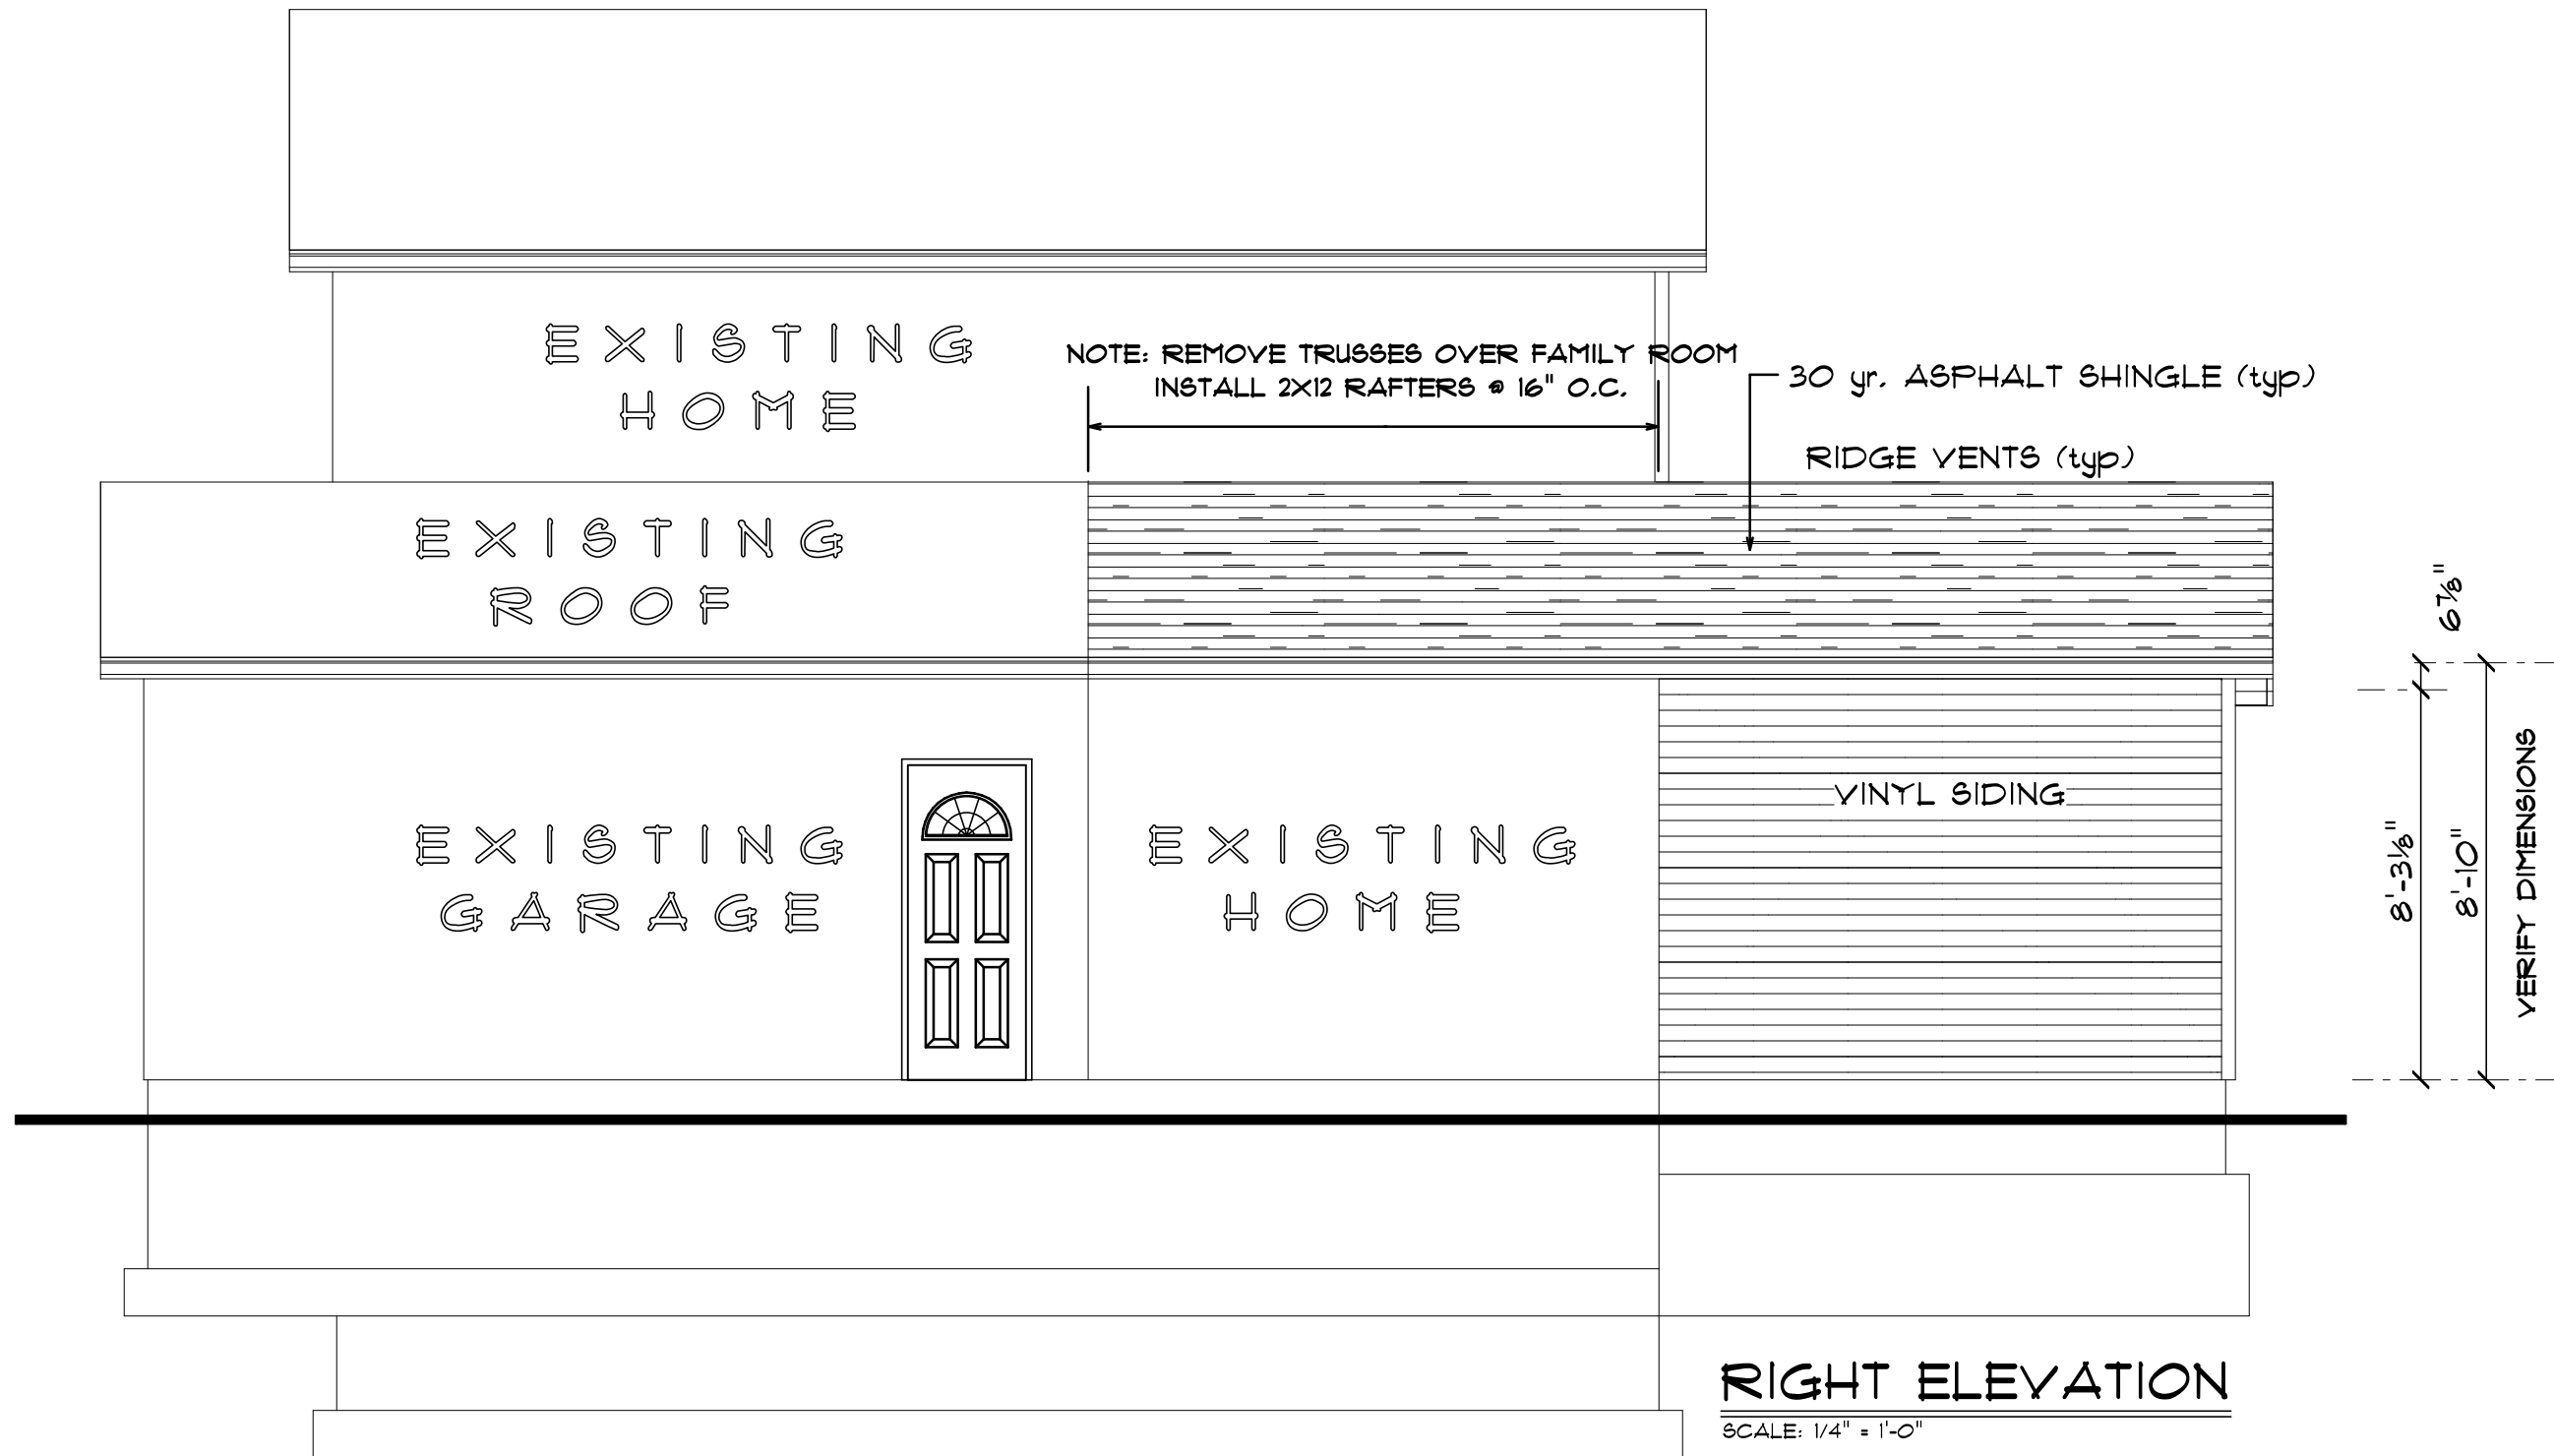 EXISTING
HOME
NOTE: REMOVE TRUSSES OVER FAMILY ROOM
INSTALL 2X12 RAFTERS @ 16" O.C.
30 yr. ASPHALT SHINGLE (typ)
RIDGE VENTS (typ)
EXISTING
ROOF
6⅞"
EXISTING
GARAGE
EXISTING
HOME
VINYL SIDING
8'-3⅛"
8'-10"
VERIFY DIMENSIONS
RIGHT ELEVATION
SCALE: 1/4" = 1'-0"